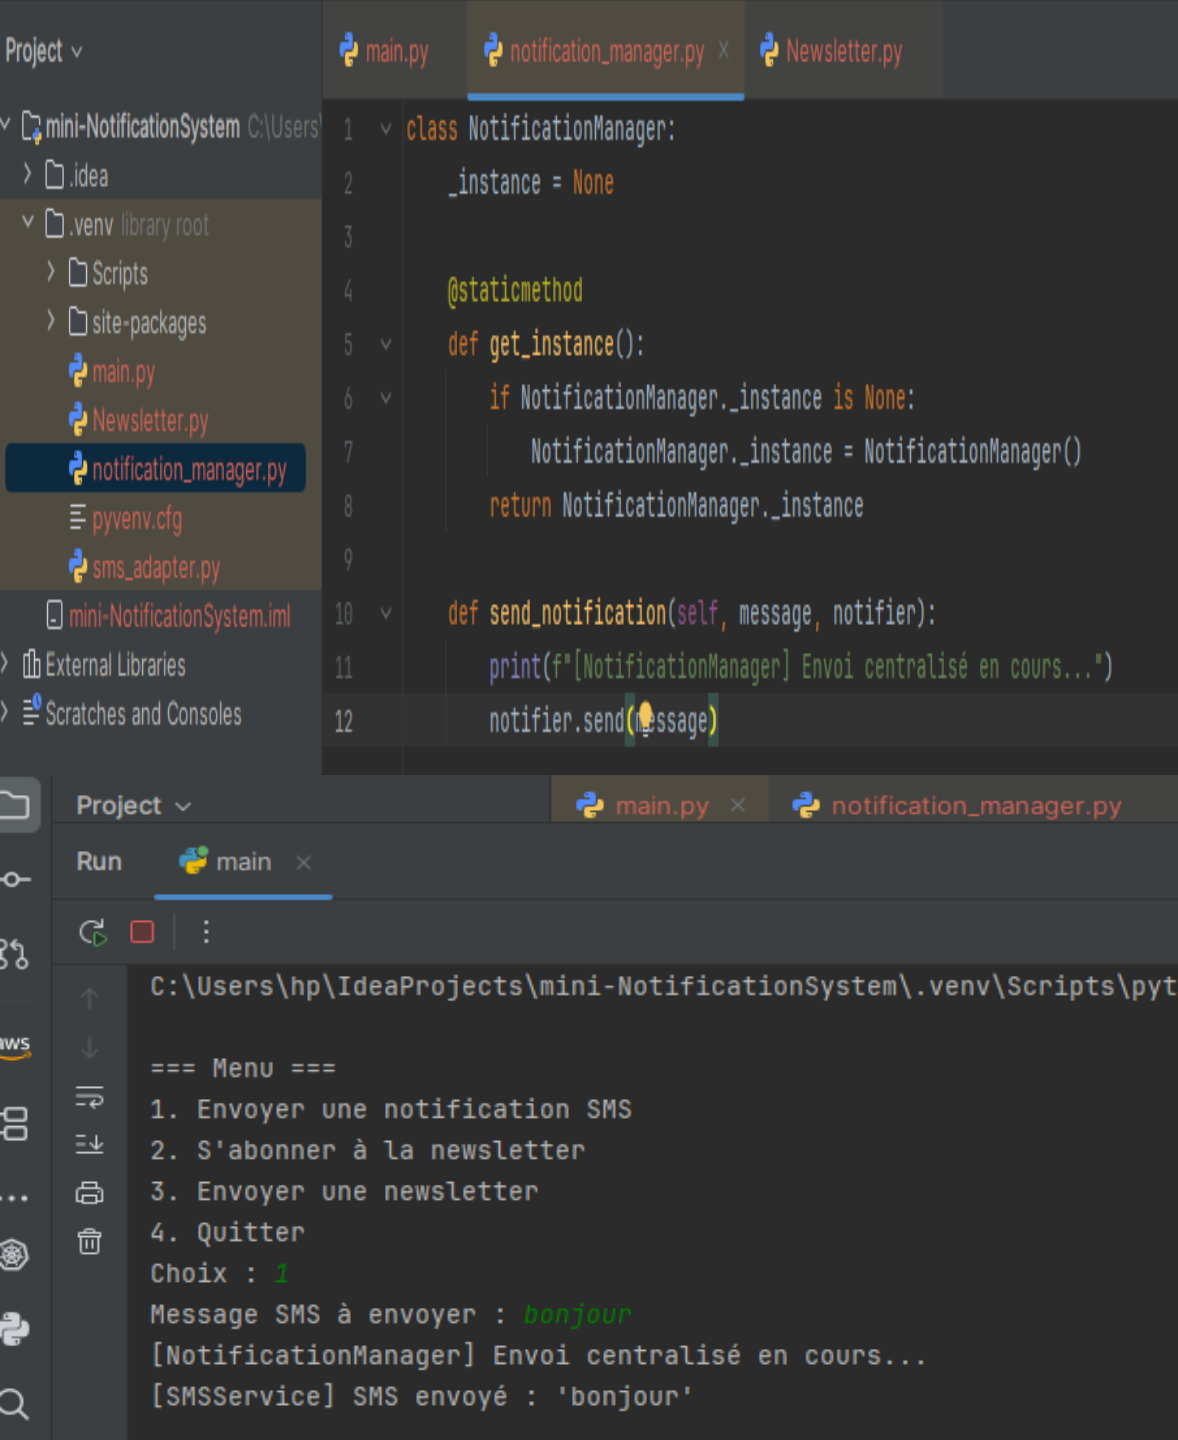 Project
main.py
notification_manager.py
Newsletter.py
mini-NotificationSystem C:\Users\
.idea
.venv library root
Scripts
site-packages
main.py
Newsletter.py
notification_manager.py
pyvenv.cfg
sms_adapter.py
mini-NotificationSystem.iml
External Libraries
Scratches and Consoles
1 class NotificationManager:
2 _instance = None
3
4 @staticmethod
5 def get_instance():
6 if NotificationManager._instance is None:
7 NotificationManager._instance = NotificationManager()
8 return NotificationManager._instance
9
10 def send_notification(self, message, notifier):
11 print(f"[NotificationManager] Envoi centralisé en cours...")
12 notifier.send(message)
Project
main.py
notification_manager.py
Run
main
aws
C:\Users\hp\IdeaProjects\mini-NotificationSystem\.venv\Scripts\pyt
=== Menu ===
1. Envoyer une notification SMS
2. S'abonner à la newsletter
3. Envoyer une newsletter
4. Quitter
Choix : 1
Message SMS à envoyer : bonjour
[NotificationManager] Envoi centralisé en cours...
[SMSService] SMS envoyé : 'bonjour'